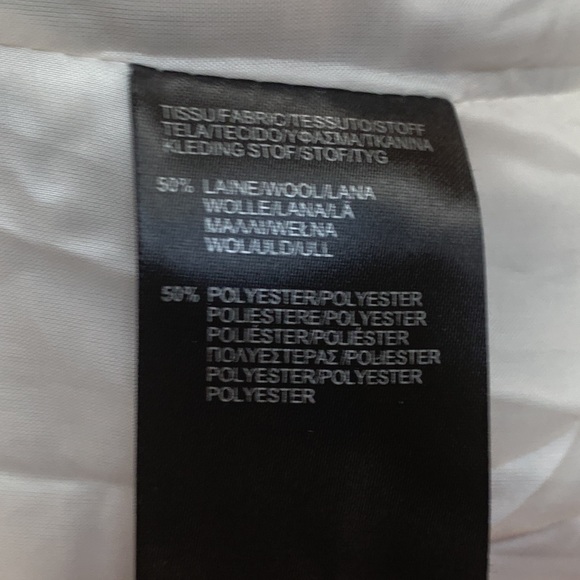 TISSU/FABRIC/TESSUTO/STOFF
TELA/TECIDO/ΥΦΑΣΜΑ/TKANINA
KLEDING STOF/STOF/TYG
50% LAINE/WOOL/LANA
WOLLE/LANA/LÃ
ΜΑΛΛΙ/WEŁNA
WOL/ULD/ULL
50% POLYESTER/POLYESTER
POLIESTERE/POLYESTER
POLIÉSTER/POLIÉSTER
ΠΟΛΥΕΣΤΕΡΑΣ/POLIESTER
POLYESTER/POLYESTER
POLYESTER